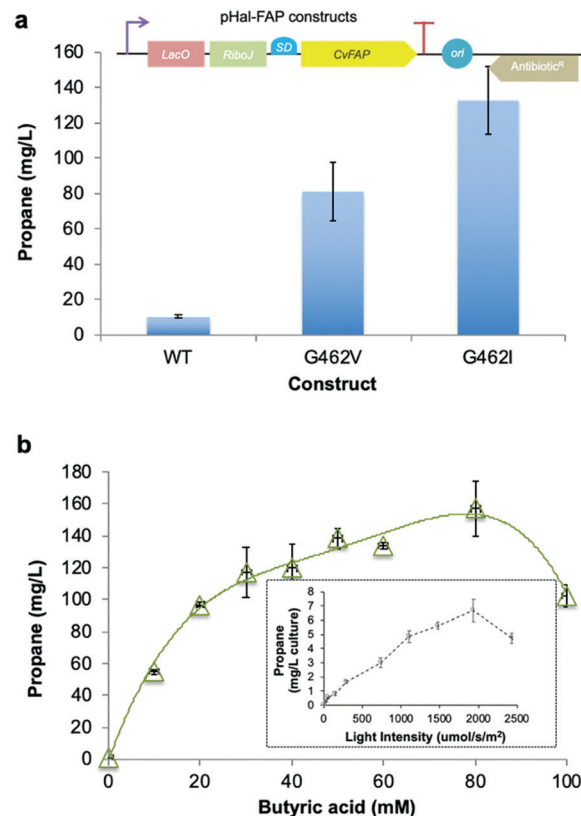 a
pHal-FAP constructs
LacO RiboJ SD CvFAP ori Antibioticᴿ
Propane (mg/L)
160
140
120
100
80
60
40
20
0
WT G462V G462I
Construct
b
Propane (mg/L)
180
160
140
120
100
80
60
40
20
0
0 20 40 60 80 100
Butyric acid (mM)
Propane
(mg/L culture)
8
7
6
5
4
3
2
1
0
0 500 1000 1500 2000 2500
Light Intensity (umol/s/m²)